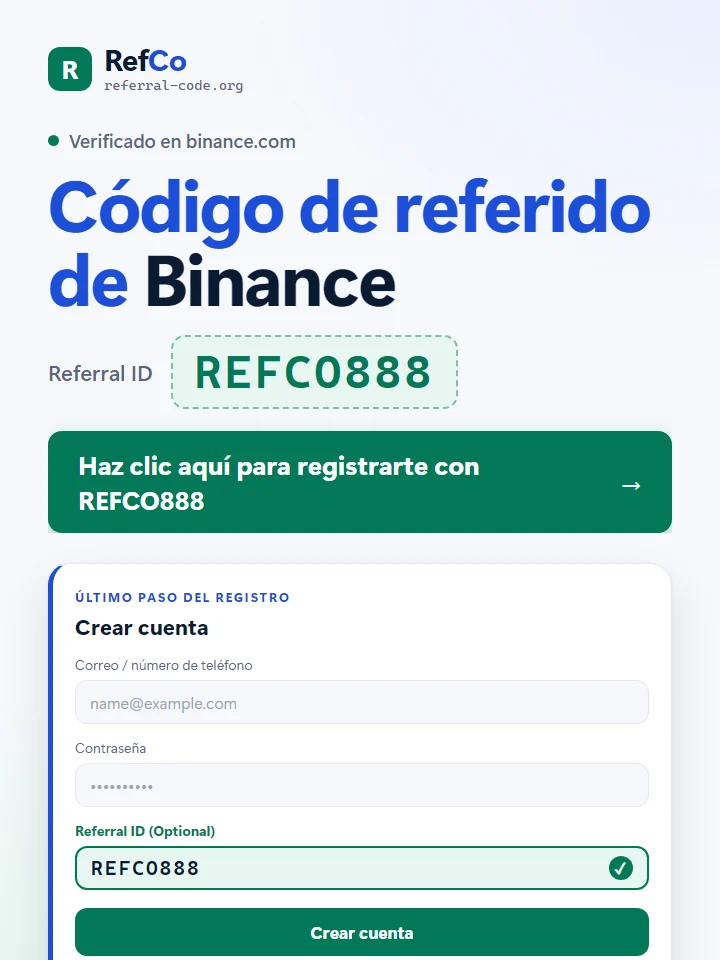 R
RefCo
referral-code.org
Verificado en binance.com
Código de referido
de Binance
Referral ID
REFCO888
Haz clic aquí para registrarte con
REFCO888
→
ÚLTIMO PASO DEL REGISTRO
Crear cuenta
Correo / número de teléfono
name@example.com
Contraseña
••••••••••
Referral ID (Optional)
REFCO888
Crear cuenta